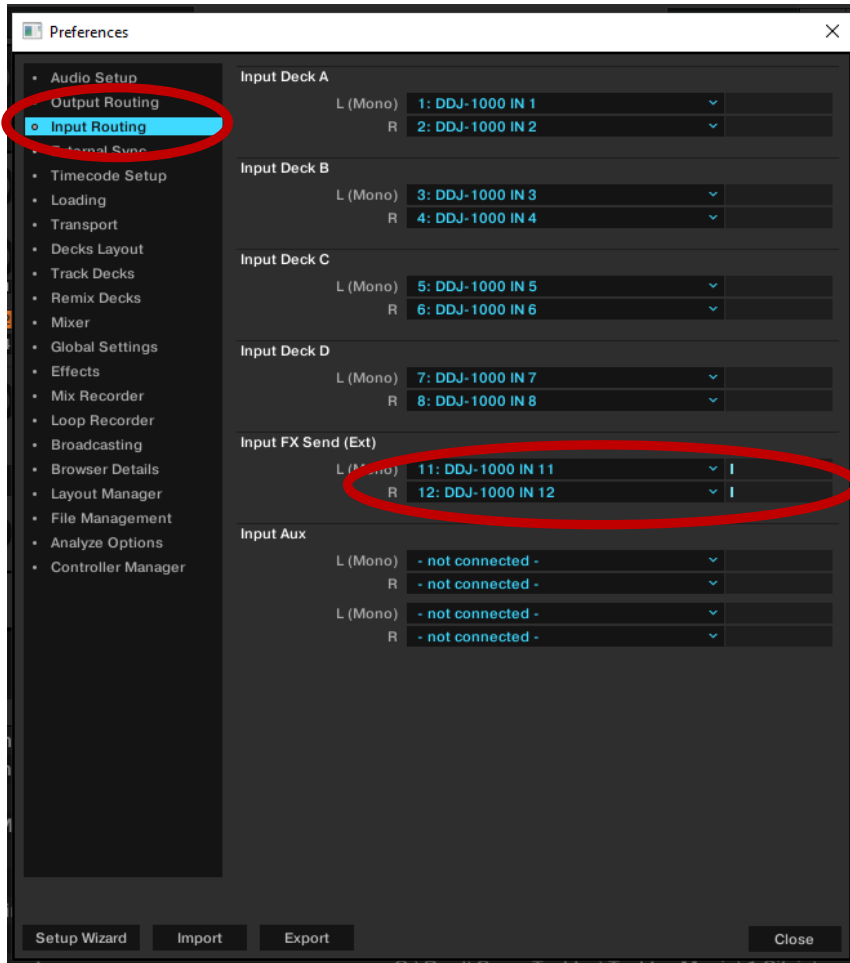 Preferences
Audio Setup
Output Routing
Input Routing
External Sync
Timecode Setup
Loading
Transport
Decks Layout
Track Decks
Remix Decks
Mixer
Global Settings
Effects
Mix Recorder
Loop Recorder
Broadcasting
Browser Details
Layout Manager
File Management
Analyze Options
Controller Manager
Input Deck A
L (Mono) 1: DDJ-1000 IN 1
R 2: DDJ-1000 IN 2
Input Deck B
L (Mono) 3: DDJ-1000 IN 3
R 4: DDJ-1000 IN 4
Input Deck C
L (Mono) 5: DDJ-1000 IN 5
R 6: DDJ-1000 IN 6
Input Deck D
L (Mono) 7: DDJ-1000 IN 7
R 8: DDJ-1000 IN 8
Input FX Send (Ext)
L (Mono) 11: DDJ-1000 IN 11
R 12: DDJ-1000 IN 12
Input Aux
L (Mono) - not connected -
R - not connected -
L (Mono) - not connected -
R - not connected -
Setup Wizard Import Export Close